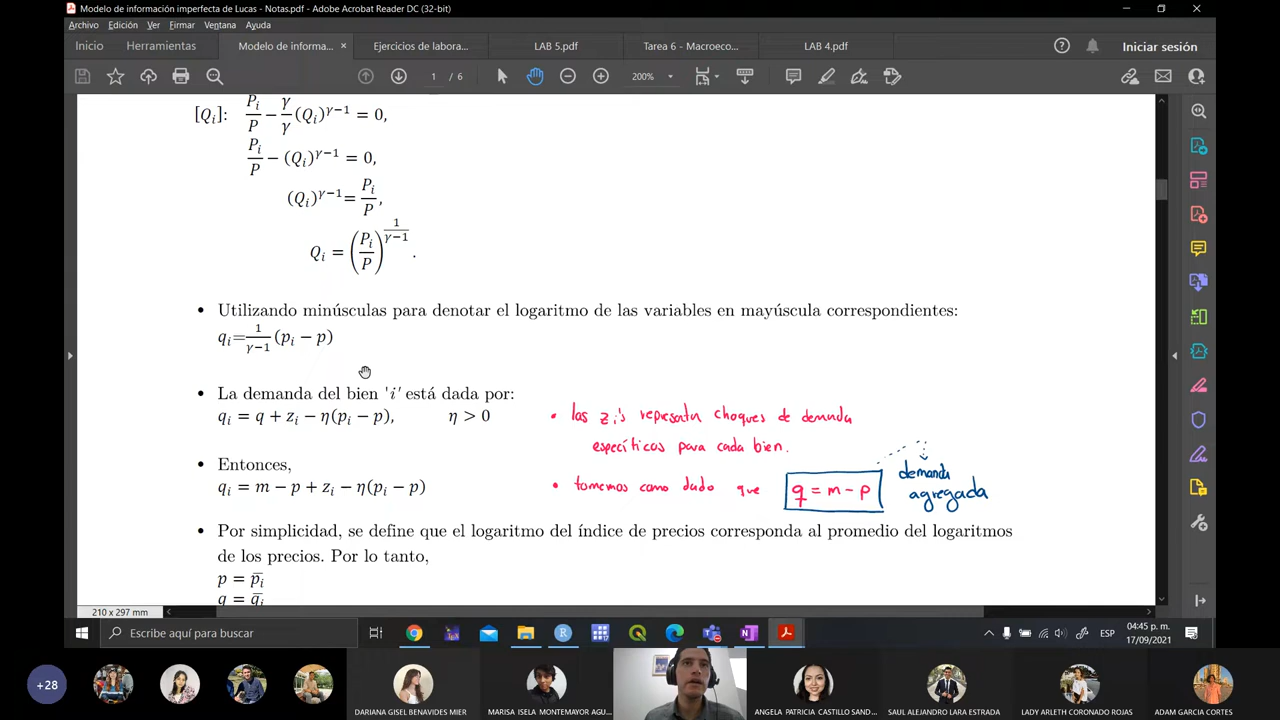 Modelo de información imperfecta de Lucas - Notas.pdf - Adobe Acrobat Reader DC (32-bit)
Archivo Edición Ver Firmar Ventana Ayuda
Inicio Herramientas Modelo de informa... × Ejercicios de labora... LAB 5.pdf Tarea 6 - Macroeco... LAB 4.pdf Iniciar sesión
1 / 6 200%
[Q_i]: P_i/P − γ/γ (Q_i)^{γ−1} = 0,
P_i/P − (Q_i)^{γ−1} = 0,
(Q_i)^{γ−1} = P_i/P,
Q_i = (P_i/P)^{1/(γ−1)}.
• Utilizando minúsculas para denotar el logaritmo de las variables en mayúscula correspondientes:
q_i = 1/(γ−1) (p_i − p)
• La demanda del bien 'i' está dada por:
q_i = q + z_i − η(p_i − p), η > 0
• las z_i's representan choques de demanda
específicos para cada bien.
• Entonces,
q_i = m − p + z_i − η(p_i − p)
• tomemos como dado que q = m − p
demanda
agregada
• Por simplicidad, se define que el logaritmo del índice de precios corresponda al promedio del logaritmos
de los precios. Por lo tanto,
p = p̅_i
q = q̅_i
210 x 297 mm
Escribe aquí para buscar
ESP
04:45 p. m.
17/09/2021
+28
DARIANA GISEL BENAVIDES MIER
MARISA ISELA MONTEMAYOR AGU...
ANGELA PATRICIA CASTILLO SAND...
SAUL ALEJANDRO LARA ESTRADA
LADY ARLETH CORONADO ROJAS
ADAM GARCIA CORTES